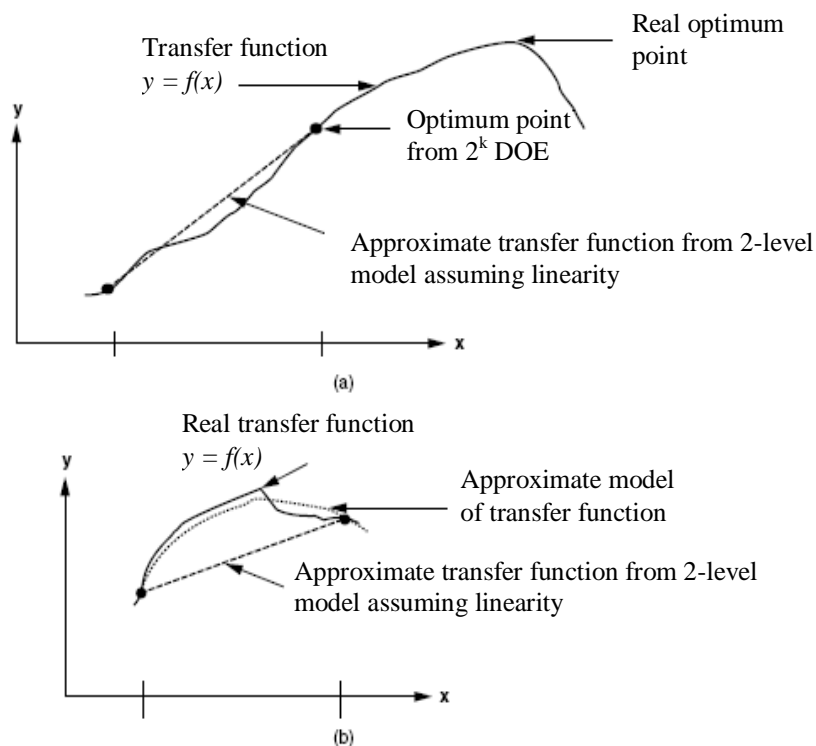 Real optimum
point
Transfer function
y = f(x)
y
Optimum point
from 2^k DOE
Approximate transfer function from 2-level
model assuming linearity
x
(a)
Real transfer function
y = f(x)
y
Approximate model
of transfer function
Approximate transfer function from 2-level
model assuming linearity
x
(b)